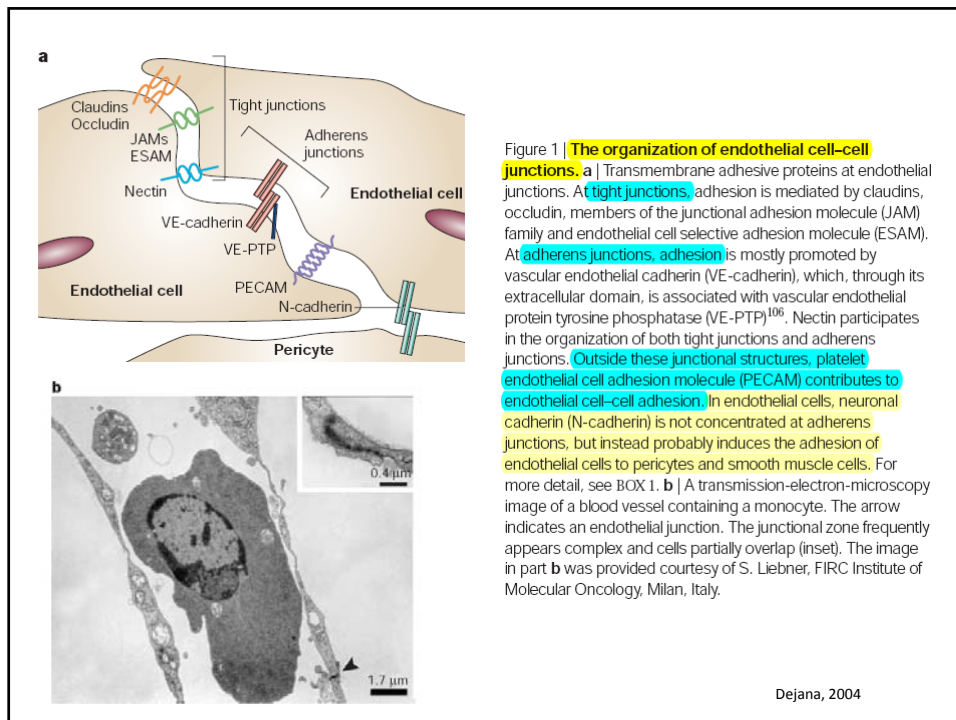 a
Claudins
Occludin
Tight junctions
JAMs
ESAM
Adherens
junctions
Nectin
Endothelial cell
VE-cadherin
VE-PTP
PECAM
Endothelial cell
N-cadherin
Pericyte
b
0.4 μm
1.7 μm
Figure 1 | The organization of endothelial cell–cell
junctions. a | Transmembrane adhesive proteins at endothelial
junctions. At tight junctions, adhesion is mediated by claudins,
occludin, members of the junctional adhesion molecule (JAM)
family and endothelial cell selective adhesion molecule (ESAM).
At adherens junctions, adhesion is mostly promoted by
vascular endothelial cadherin (VE-cadherin), which, through its
extracellular domain, is associated with vascular endothelial
protein tyrosine phosphatase (VE-PTP)106. Nectin participates
in the organization of both tight junctions and adherens
junctions. Outside these junctional structures, platelet
endothelial cell adhesion molecule (PECAM) contributes to
endothelial cell–cell adhesion. In endothelial cells, neuronal
cadherin (N-cadherin) is not concentrated at adherens
junctions, but instead probably induces the adhesion of
endothelial cells to pericytes and smooth muscle cells. For
more detail, see BOX 1. b | A transmission-electron-microscopy
image of a blood vessel containing a monocyte. The arrow
indicates an endothelial junction. The junctional zone frequently
appears complex and cells partially overlap (inset). The image
in part b was provided courtesy of S. Liebner, FIRC Institute of
Molecular Oncology, Milan, Italy.
Dejana, 2004